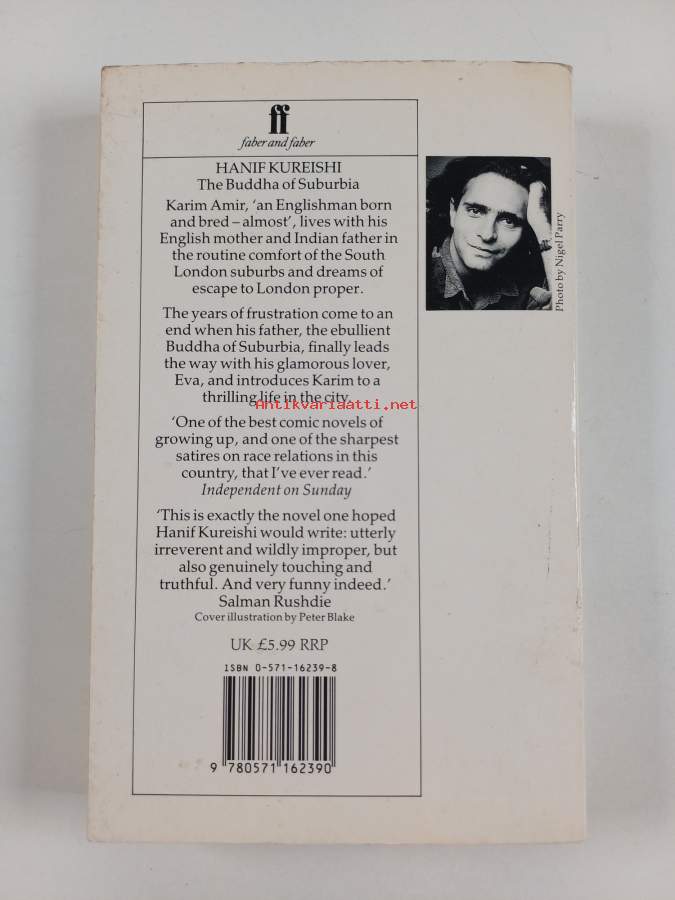 ff
faber and faber
HANIF KUREISHI
The Buddha of Suburbia
Karim Amir, ‘an Englishman born
and bred – almost’, lives with his
English mother and Indian father in
the routine comfort of the South
London suburbs and dreams of
escape to London proper.
The years of frustration come to an
end when his father, the ebullient
Buddha of Suburbia, finally leads
the way with his glamorous lover,
Eva, and introduces Karim to a
thrilling life in the city.
Antikvariaatti.net
‘One of the best comic novels of
growing up, and one of the sharpest
satires on race relations in this
country, that I’ve ever read.’
Independent on Sunday
‘This is exactly the novel one hoped
Hanif Kureishi would write: utterly
irreverent and wildly improper, but
also genuinely touching and
truthful. And very funny indeed.’
Salman Rushdie
Cover illustration by Peter Blake
UK £5.99 RRP
ISBN 0-571-16239-8
9 780571 162390
Photo by Nigel Parry